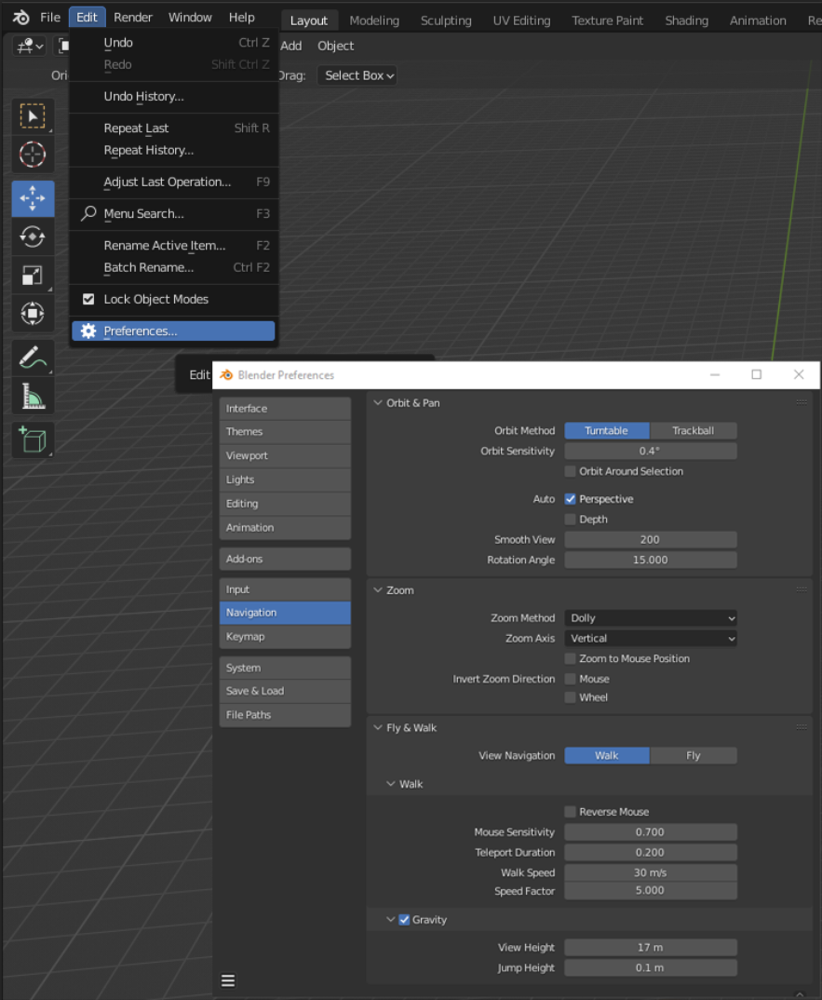 File Edit Render Window Help Layout Modeling Sculpting UV Editing Texture Paint Shading Animation Re
Add Object
Ori Drag: Select Box
Undo Ctrl Z
Redo Shift Ctrl Z
Undo History...
Repeat Last Shift R
Repeat History...
Adjust Last Operation... F9
Menu Search... F3
Rename Active Item... F2
Batch Rename... Ctrl F2
Lock Object Modes
Preferences...
Edit
Blender Preferences
Interface
Themes
Viewport
Lights
Editing
Animation
Add-ons
Input
Navigation
Keymap
System
Save & Load
File Paths
Orbit & Pan
Orbit Method Turntable Trackball
Orbit Sensitivity 0.4°
Orbit Around Selection
Auto Perspective
Depth
Smooth View 200
Rotation Angle 15.000
Zoom
Zoom Method Dolly
Zoom Axis Vertical
Zoom to Mouse Position
Invert Zoom Direction Mouse
Wheel
Fly & Walk
View Navigation Walk Fly
Walk
Reverse Mouse
Mouse Sensitivity 0.700
Teleport Duration 0.200
Walk Speed 30 m/s
Speed Factor 5.000
Gravity
View Height 17 m
Jump Height 0.1 m